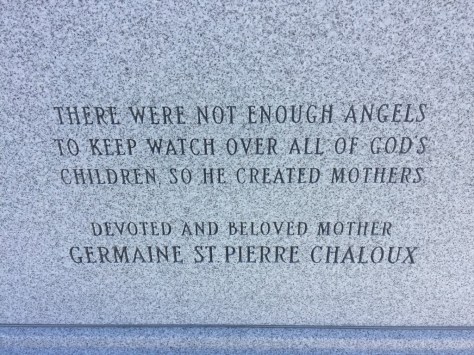 THERE WERE NOT ENOUGH ANGELS
TO KEEP WATCH OVER ALL OF GOD'S
CHILDREN, SO HE CREATED MOTHERS
DEVOTED AND BELOVED MOTHER
GERMAINE ST. PIERRE CHALOUX